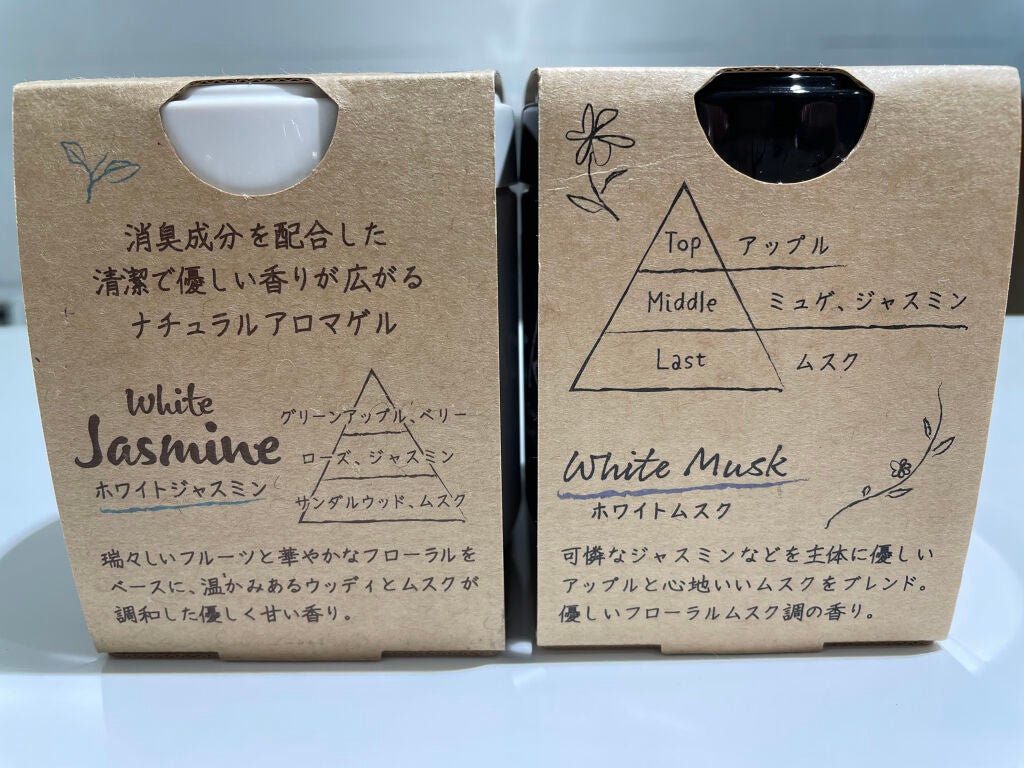 消臭成分を配合した
清潔で優しい香りが広がる
ナチュラルアロマゲル
White
Jasmine
ホワイトジャスミン
グリーンアップル、ベリー
ローズ、ジャスミン
サンダルウッド、ムスク
瑞々しいフルーツと華やかなフローラルを
ベースに、温かみあるウッディとムスクが
調和した優しく甘い香り。
Top アップル
Middle ミュゲ、ジャスミン
Last ムスク
White Musk
ホワイトムスク
可憐なジャスミンなどを主体に優しい
アップルと心地いいムスクをブレンド。
優しいフローラルムスク調の香り。